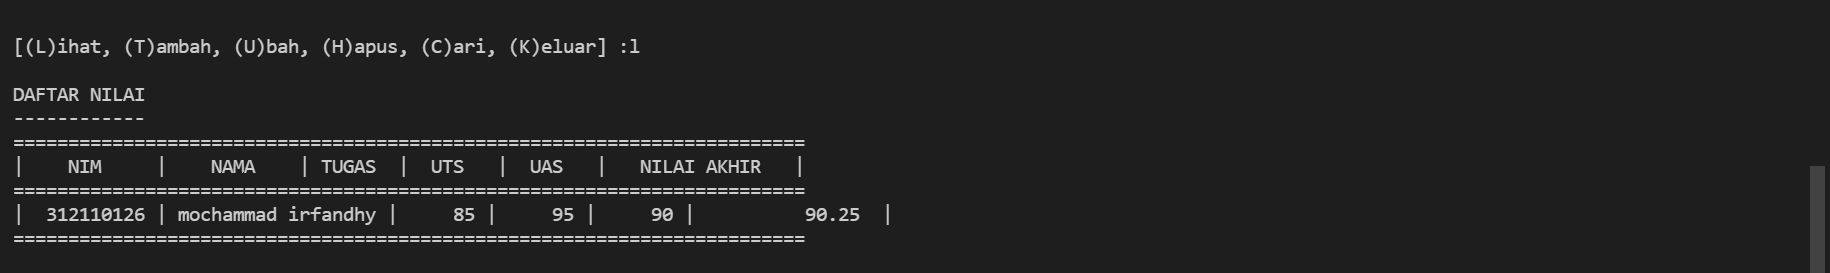 [(L)ihat, (T)ambah, (U)bah, (H)apus, (C)ari, (K)eluar] :l
DAFTAR NILAI
------------
========================================================================
|    NIM     |    NAMA    | TUGAS  |  UTS   |  UAS   |   NILAI AKHIR   |
========================================================================
|  312110126 | mochammad irfandhy |     85 |     95 |     90 |          90.25  |
========================================================================